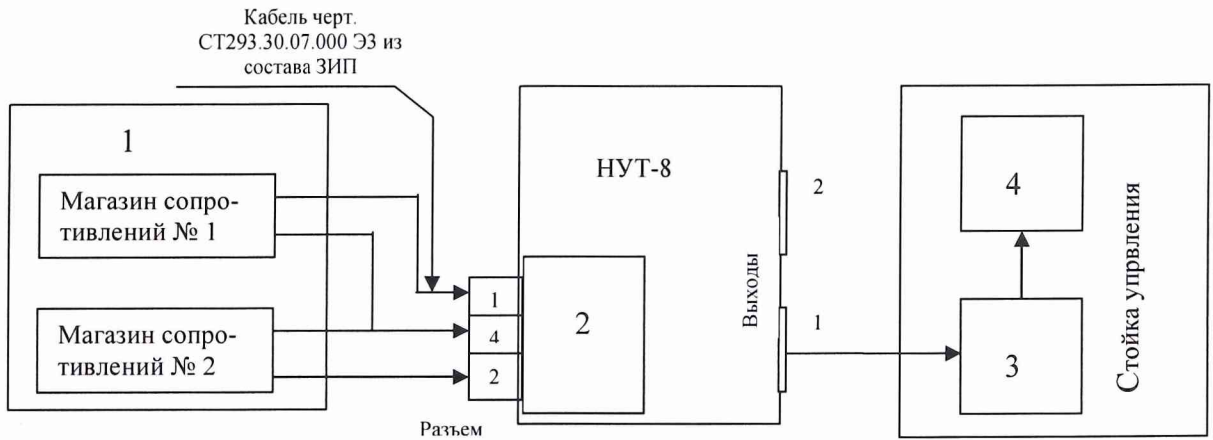 Кабель черт.
СТ293.30.07.000 ЭЗ из
состава ЗИП
1
Магазин сопро-
тивлений № 1
Магазин сопро-
тивлений № 2
1
4
2
Разъем
НУТ-8
2
Выходы
2
1
4
3
Стойка упрвления